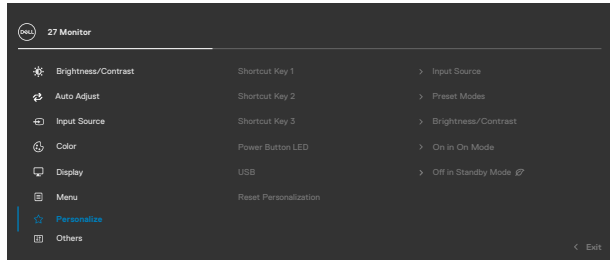 DELL 27 Monitor
Brightness/Contrast Shortcut Key 1 > Input Source
Auto Adjust Shortcut Key 2 > Preset Modes
Input Source Shortcut Key 3 > Brightness/Contrast
Color Power Button LED > On in On Mode
Display USB > Off in Standby Mode
Menu Reset Personalization
Personalize
Others
< Exit